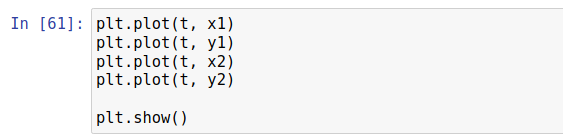 In [61]: plt.plot(t, x1)
plt.plot(t, y1)
plt.plot(t, x2)
plt.plot(t, y2)
plt.show()